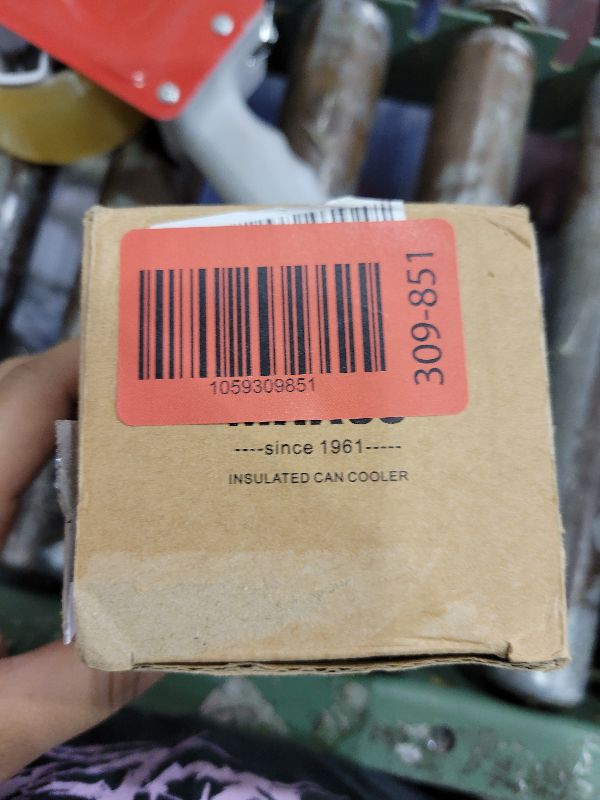 309-851
1059309851
----since 1961-----
INSULATED CAN COOLER